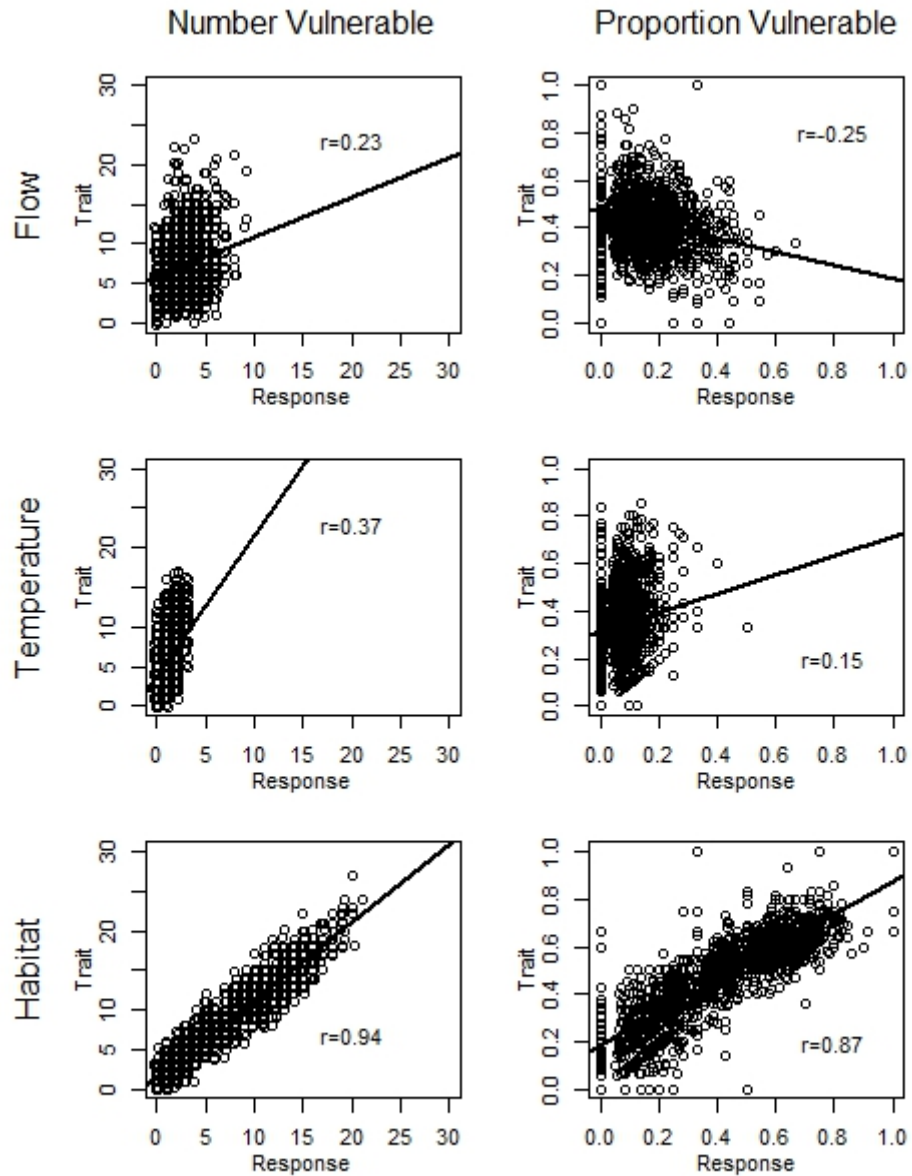 Number Vulnerable
Proportion Vulnerable
Flow
Trait
0 5 10 20 30
r=0.23
0 5 10 15 20 25 30
Response
Trait
0.0 0.2 0.4 0.6 0.8 1.0
r=-0.25
0.0 0.2 0.4 0.6 0.8 1.0
Response
Temperature
Trait
0 5 10 20 30
r=0.37
0 5 10 15 20 25 30
Response
Trait
0.0 0.2 0.4 0.6 0.8 1.0
r=0.15
0.0 0.2 0.4 0.6 0.8 1.0
Response
Habitat
Trait
0 5 10 20 30
r=0.94
0 5 10 15 20 25 30
Response
Trait
0.0 0.2 0.4 0.6 0.8 1.0
r=0.87
0.0 0.2 0.4 0.6 0.8 1.0
Response